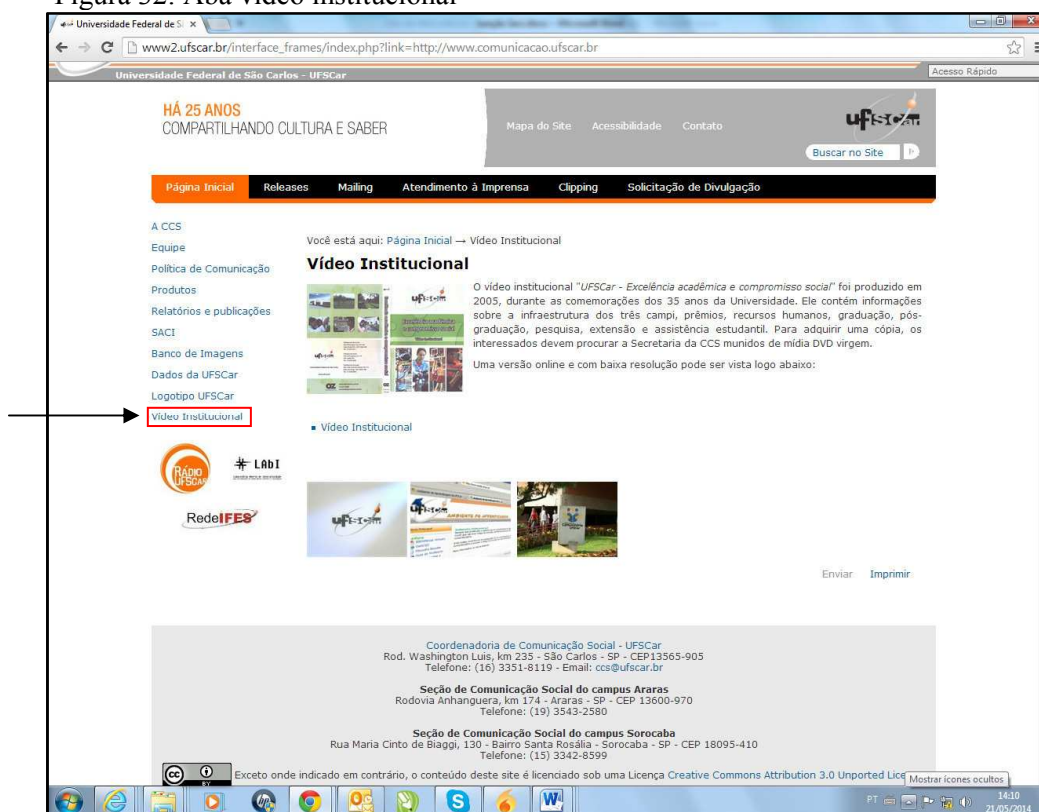 Figura 32: Aba vídeo institucional
Universidade Federal de S
www2.ufscar.br/interface_frames/index.php?link=http://www.comunicacao.ufscar.br
Universidade Federal de São Carlos - UFSCar
Acesso Rápido
HÁ 25 ANOS
COMPARTILHANDO CULTURA E SABER
Mapa do Site Acessibilidade Contato
ufscar
Buscar no Site
Página Inicial Releases Mailing Atendimento à Imprensa Clipping Solicitação de Divulgação
A CCS
Equipe
Política de Comunicação
Produtos
Relatórios e publicações
SACI
Banco de Imagens
Dados da UFSCar
Logotipo UFSCar
Vídeo Institucional
RÁDIO UFSCar
LAbI
RedeIFES
Você está aqui: Página Inicial → Vídeo Institucional
Vídeo Institucional
O vídeo institucional "UFSCar - Excelência acadêmica e compromisso social" foi produzido em
2005, durante as comemorações dos 35 anos da Universidade. Ele contém informações
sobre a infraestrutura dos três campi, prêmios, recursos humanos, graduação, pós-
graduação, pesquisa, extensão e assistência estudantil. Para adquirir uma cópia, os
interessados devem procurar a Secretaria da CCS munidos de mídia DVD virgem.
Uma versão online e com baixa resolução pode ser vista logo abaixo:
Vídeo Institucional
Enviar Imprimir
Coordenadoria de Comunicação Social - UFSCar
Rod. Washington Luis, km 235 - São Carlos - SP - CEP13565-905
Telefone: (16) 3351-8119 - Email: ccs@ufscar.br
Seção de Comunicação Social do campus Araras
Rodovia Anhanguera, km 174 - Araras - SP - CEP 13600-970
Telefone: (19) 3543-2580
Seção de Comunicação Social do campus Sorocaba
Rua Maria Cinto de Biaggi, 130 - Bairro Santa Rosália - Sorocaba - SP - CEP 18095-410
Telefone: (15) 3342-8599
Exceto onde indicado em contrário, o conteúdo deste site é licenciado sob uma Licença Creative Commons Attribution 3.0 Unported Lice
Mostrar ícones ocultos
PT
14:10
21/05/2014